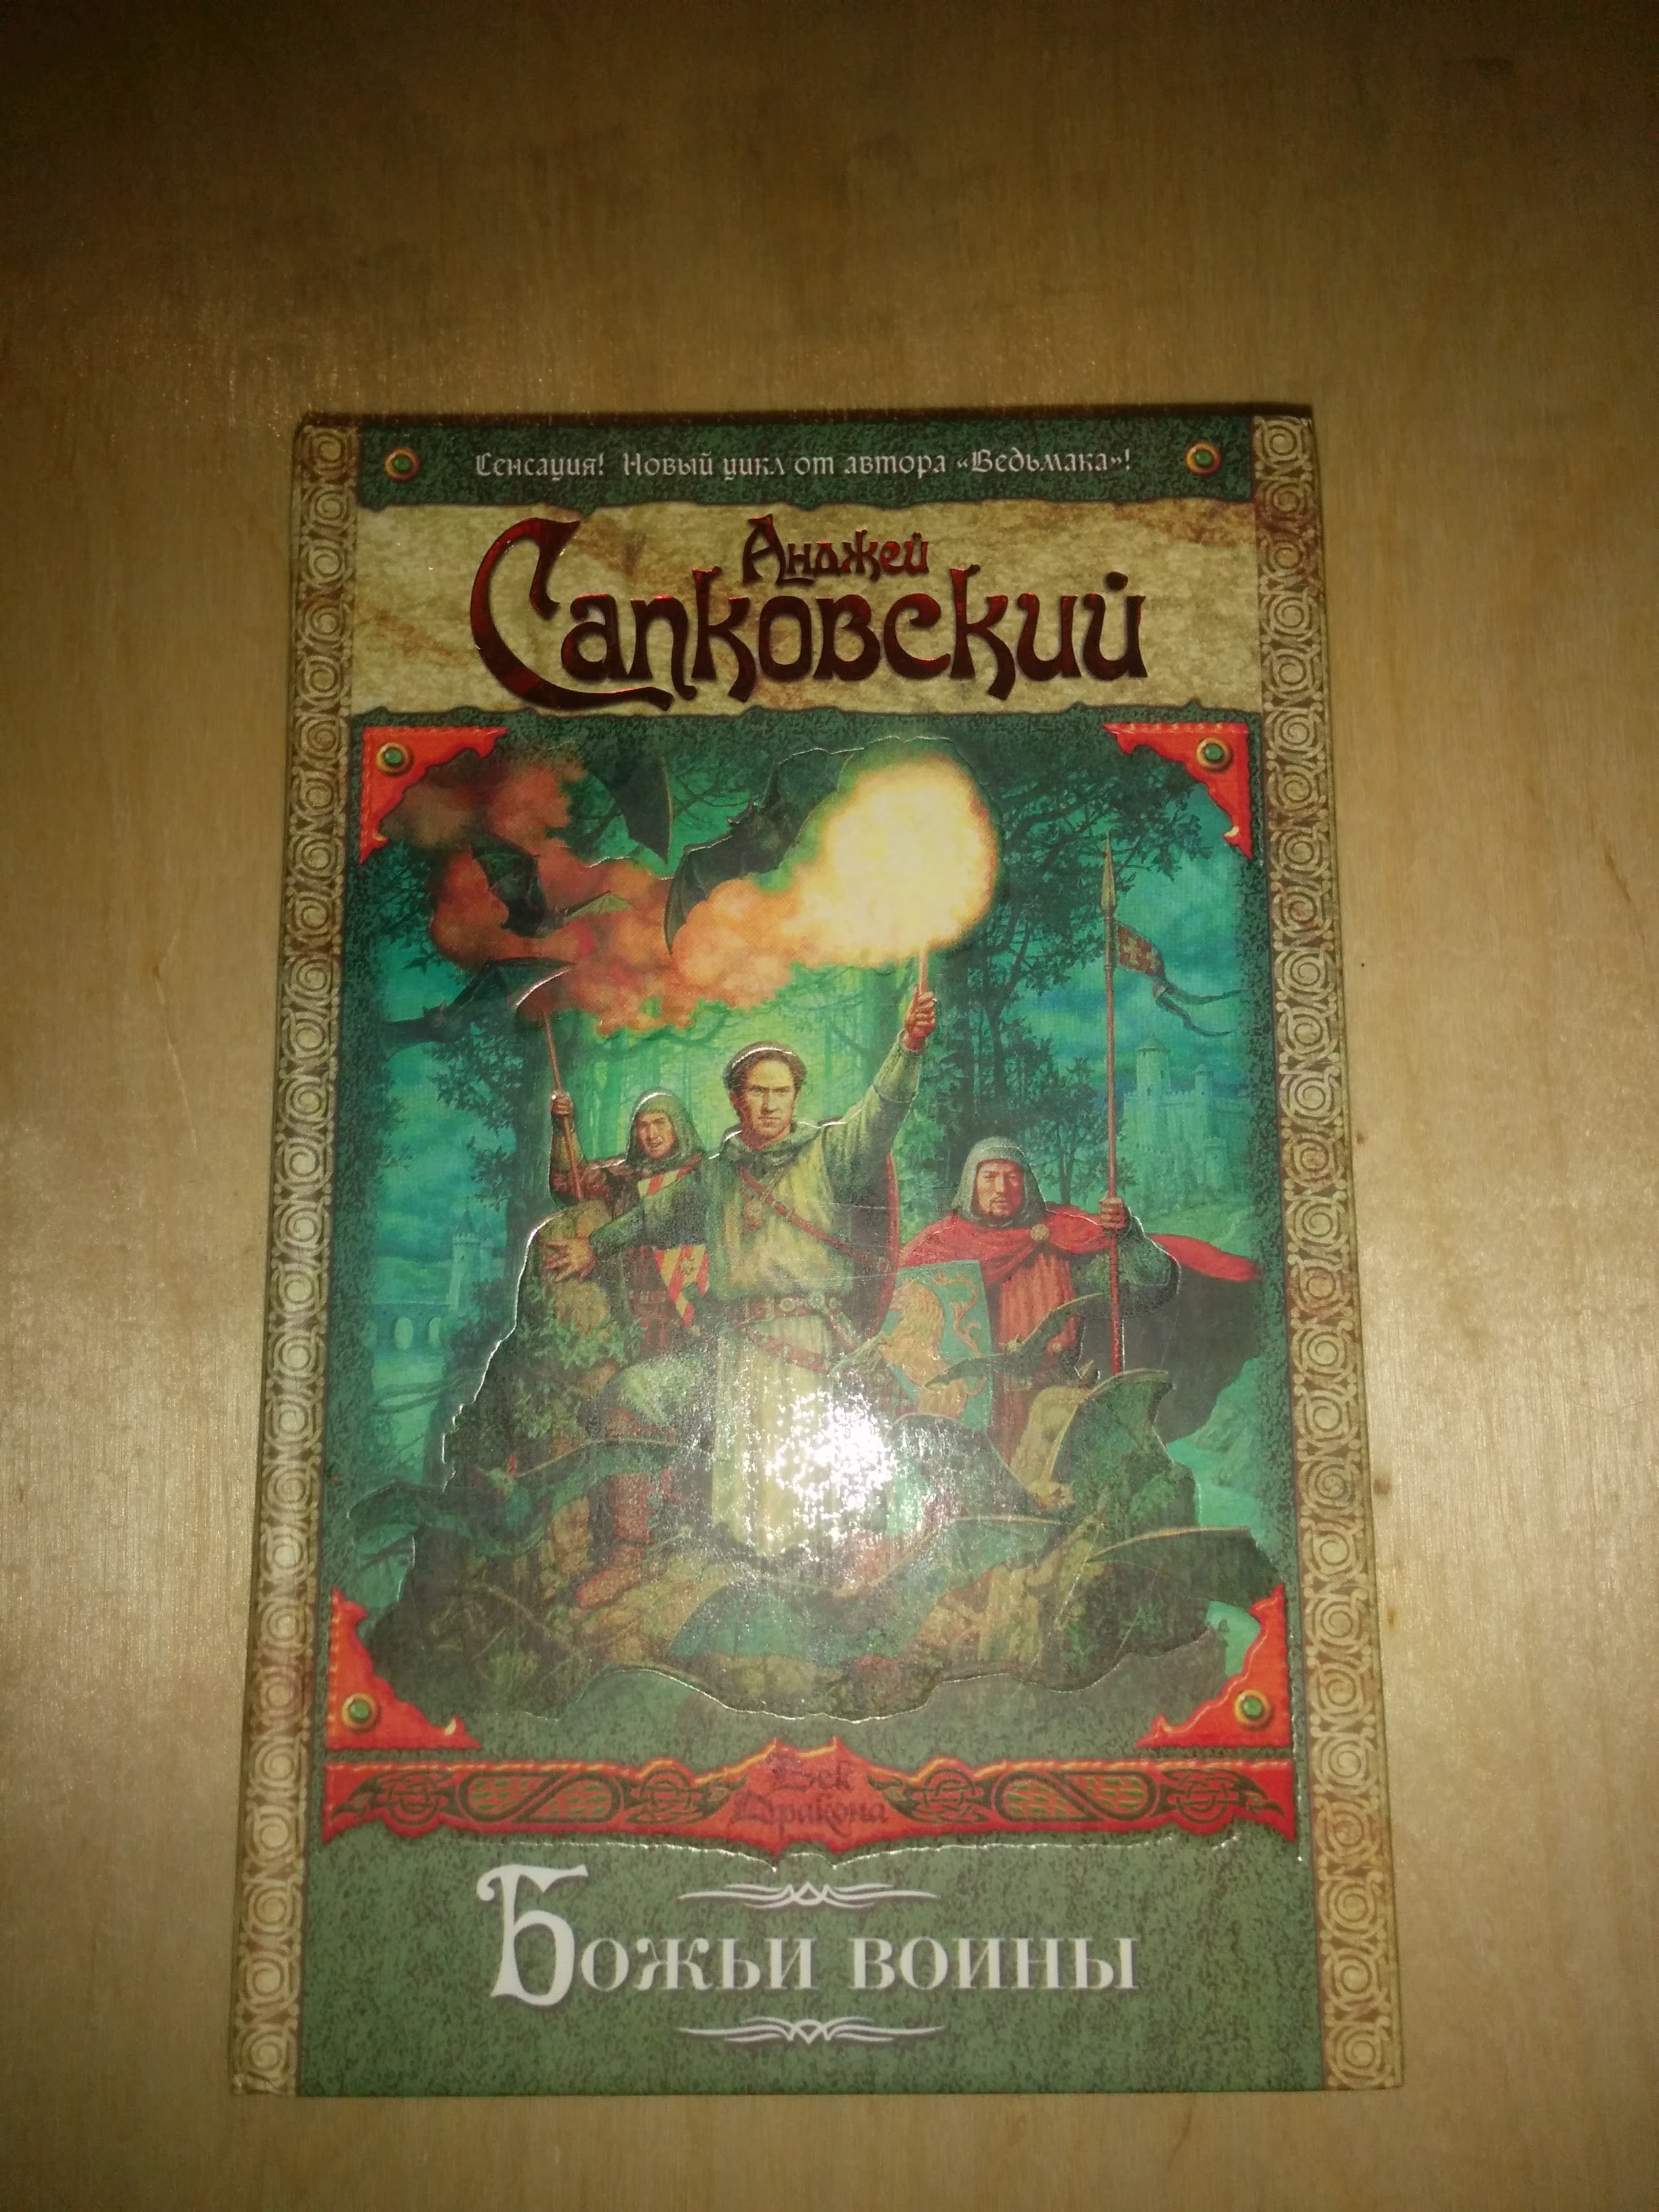 Сенсация! Новый цикл от автора «Ведьмака»!
Анджей
Сапковский
Век
Дракона
Божьи воины